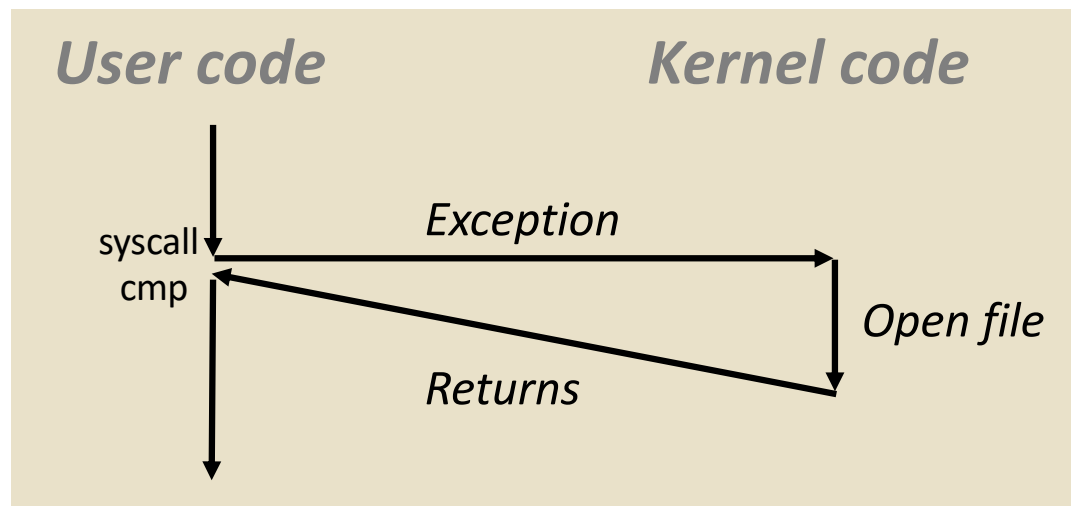 User code
Kernel code
Exception
syscall
cmp
Open file
Returns